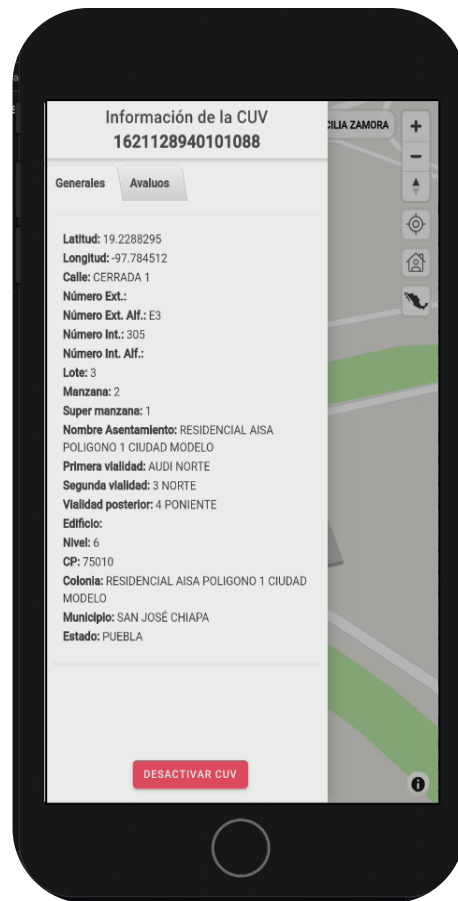 Información de la CUV
1621128940101088
CILIA ZAMORA
Generales
Avaluos
Latitud: 19.2288295
Longitud: -97.784512
Calle: CERRADA 1
Número Ext.:
Número Ext. Alf.: E3
Número Int.: 305
Número Int. Alf.:
Lote: 3
Manzana: 2
Super manzana: 1
Nombre Asentamiento: RESIDENCIAL AISA
POLIGONO 1 CIUDAD MODELO
Primera vialidad: AUDI NORTE
Segunda vialidad: 3 NORTE
Vialidad posterior: 4 PONIENTE
Edificio:
Nivel: 6
CP: 75010
Colonia: RESIDENCIAL AISA POLIGONO 1 CIUDAD
MODELO
Municipio: SAN JOSÉ CHIAPA
Estado: PUEBLA
DESACTIVAR CUV